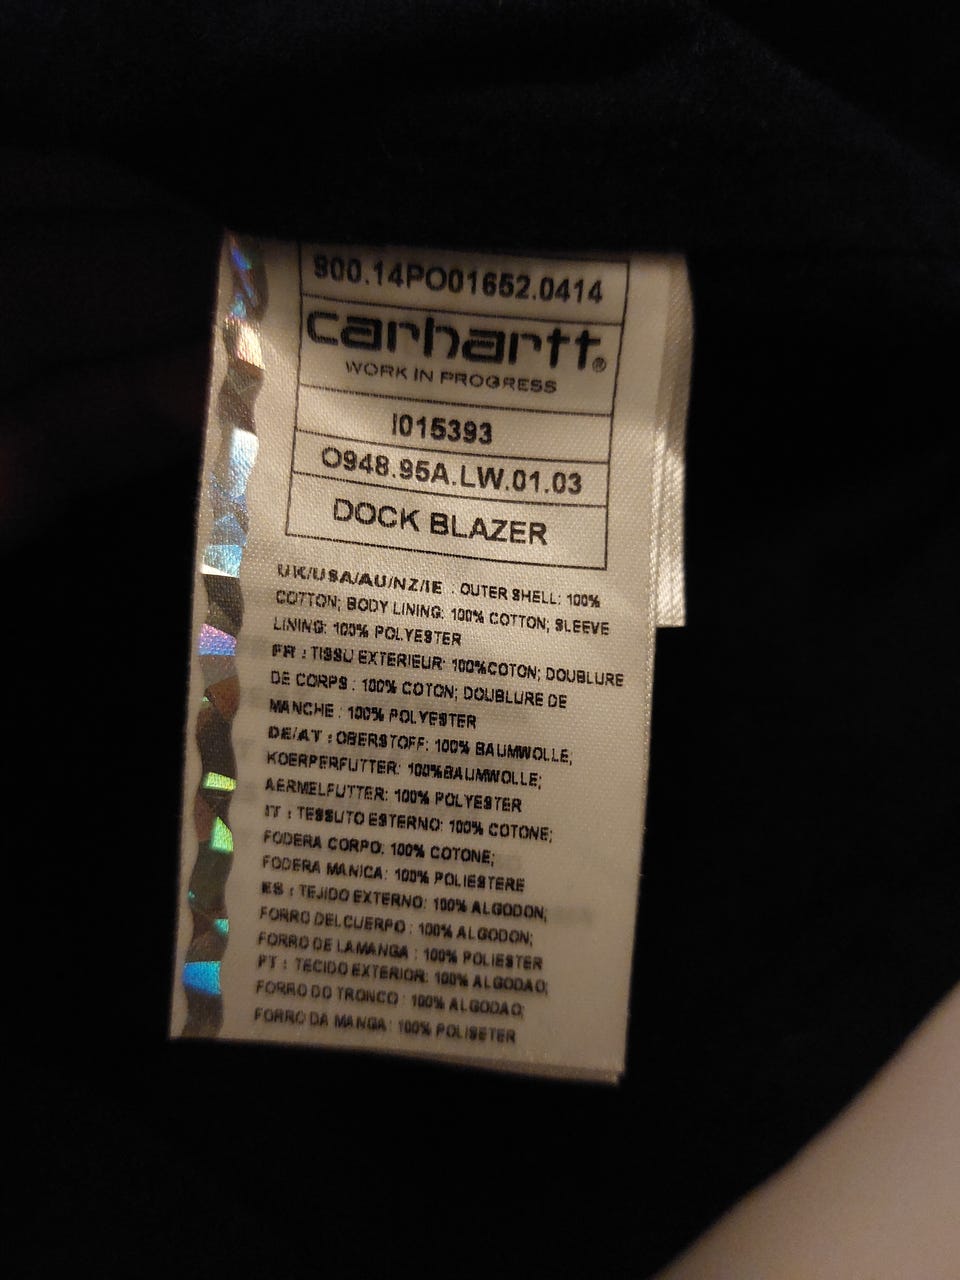 900.14PO01652.0414
carhartt®
WORK IN PROGRESS
I015393
O948.95A.LW.01.03
DOCK BLAZER
UK/USA/AU/NZ/IE : OUTER SHELL: 100%
COTTON; BODY LINING: 100% COTTON; SLEEVE
LINING: 100% POLYESTER
FR : TISSU EXTERIEUR: 100%COTON; DOUBLURE
DE CORPS : 100% COTON; DOUBLURE DE
MANCHE : 100% POLYESTER
DE/AT : OBERSTOFF: 100% BAUMWOLLE;
KOERPERFUTTER: 100%BAUMWOLLE;
AERMELFUTTER: 100% POLYESTER
IT : TESSUTO ESTERNO: 100% COTONE;
FODERA CORPO: 100% COTONE;
FODERA MANICA: 100% POLIESTERE
ES : TEJIDO EXTERNO: 100% ALGODON;
FORRO DEL CUERPO : 100% ALGODON;
FORRO DE LA MANGA : 100% POLIESTER
PT : TECIDO EXTERIOR: 100% ALGODAO;
FORRO DO TRONCO : 100% ALGODAO;
FORRO DA MANGA: 100% POLISETER